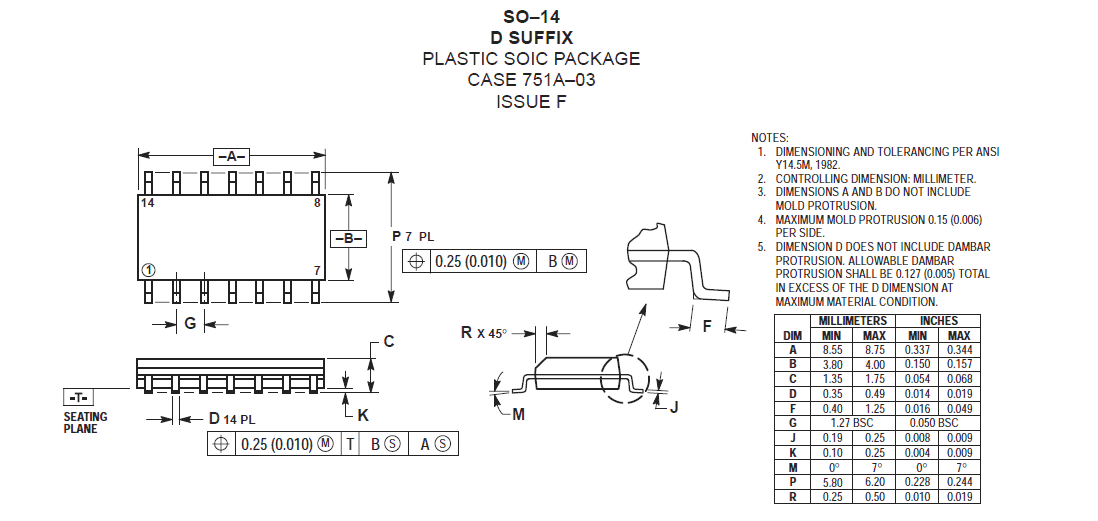 SO–14
D SUFFIX
PLASTIC SOIC PACKAGE
CASE 751A–03
ISSUE F
–A–
14
8
–B–
1
7
P 7 PL
0.25 (0.010) Ⓜ B Ⓜ
G
C
K
D 14 PL
-T-
SEATING
PLANE
0.25 (0.010) Ⓜ T B Ⓢ A Ⓢ
R X 45°
M
J
F
NOTES:
1. DIMENSIONING AND TOLERANCING PER ANSI
Y14.5M, 1982.
2. CONTROLLING DIMENSION: MILLIMETER.
3. DIMENSIONS A AND B DO NOT INCLUDE
MOLD PROTRUSION.
4. MAXIMUM MOLD PROTRUSION 0.15 (0.006)
PER SIDE.
5. DIMENSION D DOES NOT INCLUDE DAMBAR
PROTRUSION. ALLOWABLE DAMBAR
PROTRUSION SHALL BE 0.127 (0.005) TOTAL
IN EXCESS OF THE D DIMENSION AT
MAXIMUM MATERIAL CONDITION.
MILLIMETERS INCHES
DIM MIN MAX MIN MAX
A 8.55 8.75 0.337 0.344
B 3.80 4.00 0.150 0.157
C 1.35 1.75 0.054 0.068
D 0.35 0.49 0.014 0.019
F 0.40 1.25 0.016 0.049
G 1.27 BSC 0.050 BSC
J 0.19 0.25 0.008 0.009
K 0.10 0.25 0.004 0.009
M 0° 7° 0° 7°
P 5.80 6.20 0.228 0.244
R 0.25 0.50 0.010 0.019